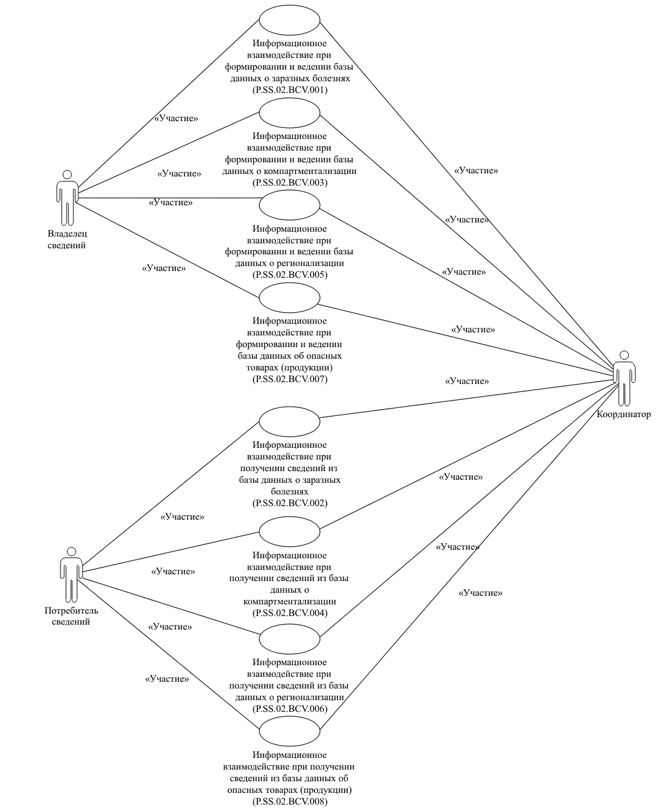 Информационное
взаимодействие при
формировании и ведении базы
данных о заразных болезнях
(P.SS.02.BCV.001)
«Участие»
Информационное
взаимодействие при
формировании и ведении базы
данных о компартментализации
(P.SS.02.BCV.003)
«Участие»
«Участие»
«Участие»
«Участие»
Владелец
сведений
Информационное
взаимодействие при
формировании и ведении базы
данных о регионализации
(P.SS.02.BCV.005)
«Участие»
«Участие»
Информационное
взаимодействие при
формировании и ведении
базы данных об опасных
товарах (продукции)
(P.SS.02.BCV.007)
«Участие»
«Участие»
Координатор
Информационное
взаимодействие при
получении сведений из
базы данных о заразных
болезнях
(P.SS.02.BCV.002)
«Участие»
«Участие»
Информационное
взаимодействие при
получении сведений из базы
данных о
компартментализации
(P.SS.02.BCV.004)
«Участие»
«Участие»
«Участие»
Потребитель
сведений
«Участие»
Информационное
взаимодействие при
получении сведений из базы
данных о регионализации
(P.SS.02.BCV.006)
«Участие»
Информационное
взаимодействие при получении
сведений из базы данных об
опасных товарах (продукции)
(P.SS.02.BCV.008)